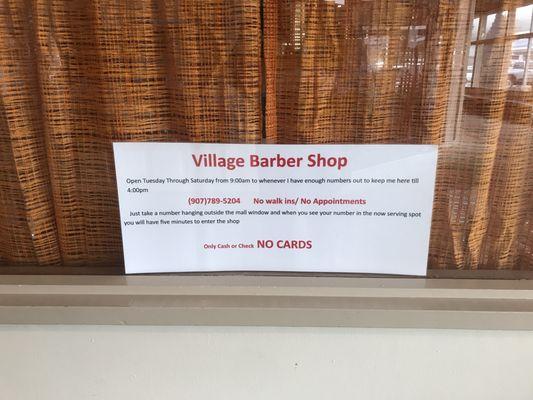 Village Barber Shop
Open Tuesday Through Saturday from 9:00am to whenever I have enough numbers out to keep me here till
4:00pm
(907)789-5204 No walk ins/ No Appointments
Just take a number hanging outside the mall window and when you see your number in the now serving spot
you will have five minutes to enter the shop
Only Cash or Check NO CARDS